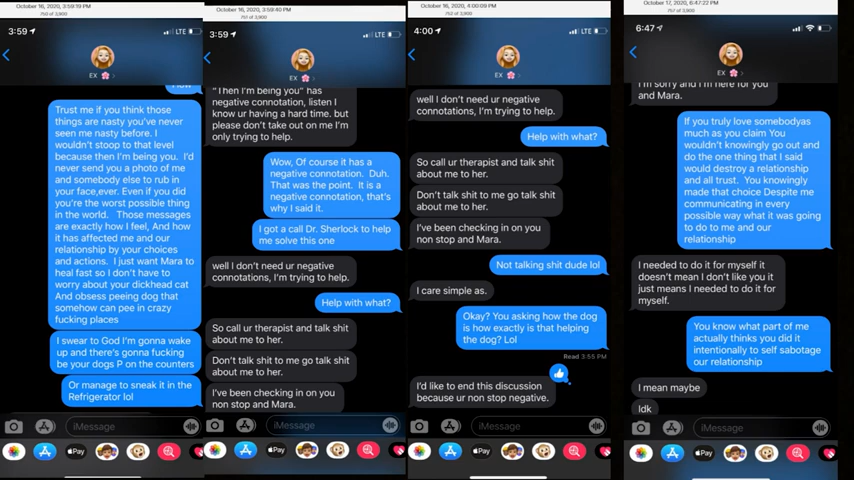 October 16, 2020, 3:59:19 PM
750 of 3,900
3:59
LTE
EX
Trust me if you think those
things are nasty you've never
seen me nasty before. I
wouldn't stoop to that level
because then I'm being you. I'd
never send you a photo of me
and somebody else to rub in
your face,ever. Even if you did
you're the worst possible thing
in the world. Those messages
are exactly how I feel, And how
it has affected me and our
relationship by your choices
and actions. I just want Mara to
heal fast so I don't have to
worry about your dickhead cat
And obsess peeing dog that
somehow can pee in crazy
fucking places
I swear to God I'm gonna wake
up and there's gonna fucking
be your dogs P on the counters
Or manage to sneak it in the
Refrigerator lol
iMessage
Pay
October 16, 2020, 3:59:40 PM
751 of 3,900
3:59
LTE
EX
"Then I'm being you" has
negative connotation, listen I
know ur having a hard time. but
please don't take out on me I'm
only trying to help.
Wow, Of course it has a
negative connotation. Duh.
That was the point. It is a
negative connotation, that's
why I said it.
I got a call Dr. Sherlock to help
me solve this one
well I don't need ur negative
connotations, I'm trying to help.
Help with what?
So call ur therapist and talk shit
about me to her.
Don't talk shit to me go talk shit
about me to her.
I've been checking in on you
non stop and Mara.
iMessage
Pay
October 16, 2020, 4:00:09 PM
752 of 3,900
4:00
LTE
EX
well I don't need ur negative
connotations, I'm trying to help.
Help with what?
So call ur therapist and talk shit
about me to her.
Don't talk shit to me go talk shit
about me to her.
I've been checking in on you
non stop and Mara.
Not talking shit dude lol
I care simple as.
Okay? You asking how the dog
is how exactly is that helping
the dog? Lol
Read 3:55 PM
I'd like to end this discussion
because ur non stop negative.
iMessage
Pay
October 17, 2020, 6:47:22 PM
of 3,900
6:47
EX
I'm sorry and I'm here for you
and Mara.
If you truly love somebodyas
much as you claim You
wouldn't knowingly go out and
do the one thing that I said
would destroy a relationship
and all trust. You knowingly
made that choice Despite me
communicating in every
possible way what it was going
to do to me and our
relationship
I needed to do it for myself it
doesn't mean I don't like you it
just means I needed to do it for
myself.
You know what part of me
actually thinks you did it
intentionally to self sabotage
our relationship
I mean maybe
Idk
iMessage
Pay